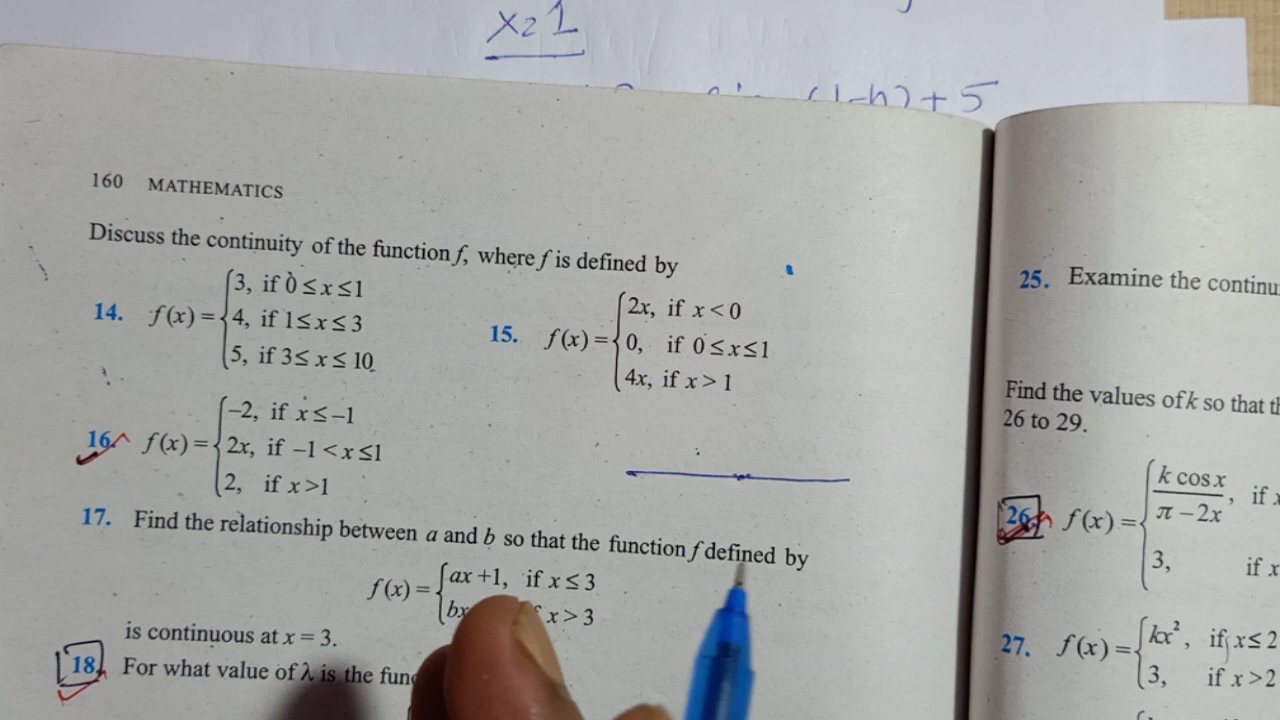 x=1
(1-h)+5
160 MATHEMATICS
Discuss the continuity of the function f, where f is defined by
14. f(x) = {3, if 0 ≤ x ≤ 1
4, if 1 ≤ x ≤ 3
5, if 3 ≤ x ≤ 10
15. f(x) = {2x, if x < 0
0, if 0 ≤ x ≤ 1
4x, if x > 1
16. f(x) = {–2, if x ≤ –1
2x, if –1 < x ≤ 1
2, if x > 1
17. Find the relationship between a and b so that the function f defined by
f(x) = {ax +1, if x ≤ 3
x > 3
is continuous at x = 3.
18. For what value of λ is the
25. Examine the
Find the values of k so that
26 to 29.
26. f(x) = {k cos x / π – 2x, if
3, if x
27. f(x) = {kx², if x ≤ 2
3, if x > 2